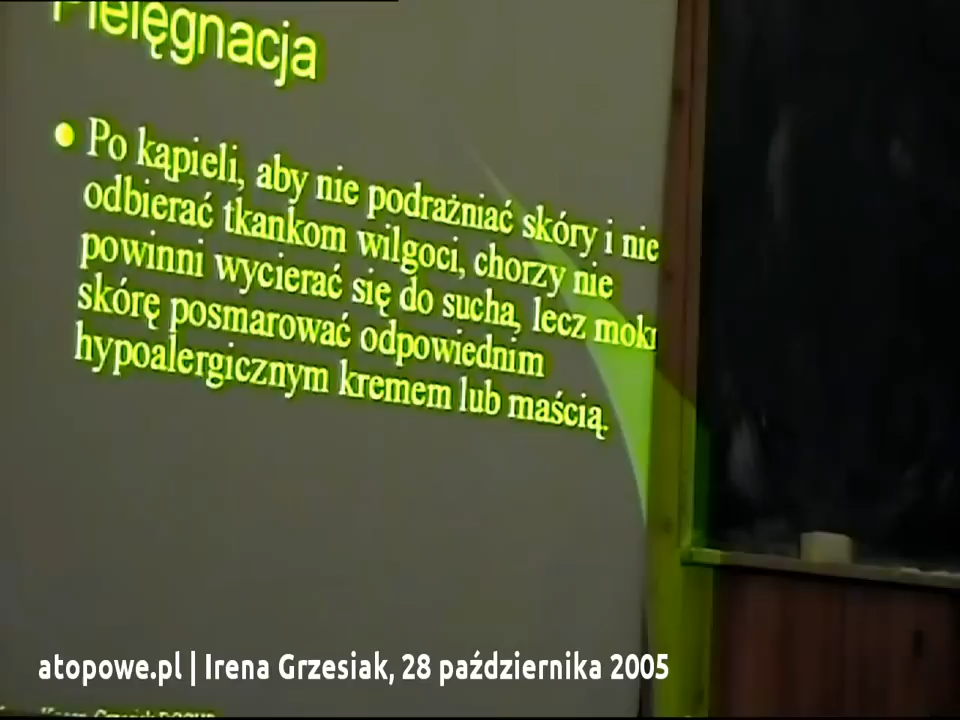 Pielęgnacja
Po kąpieli, aby nie podrażniać skóry i nie
odbierać tkankom wilgoci, chorzy nie
powinni wycierać się do sucha, lecz mokr
skórę posmarować odpowiednim
hypoalergicznym kremem lub maścią.
atopowe.pl | Irena Grzesiak, 28 października 2005